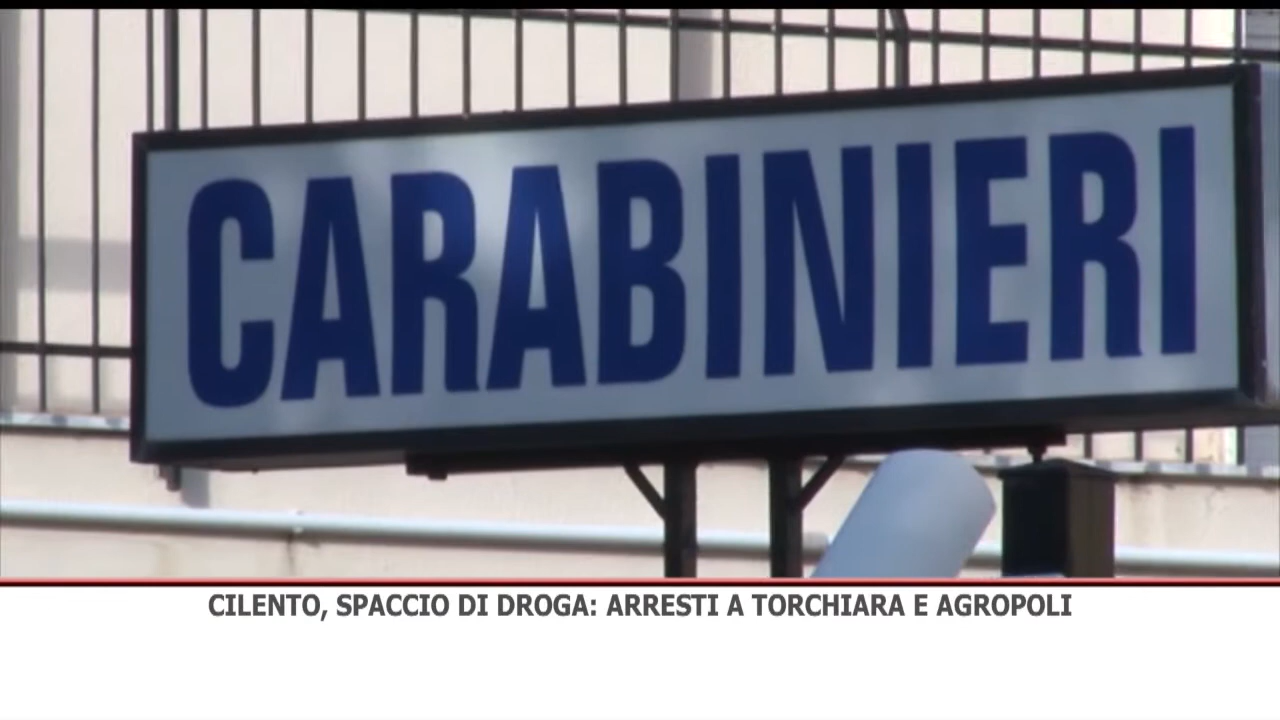 CARABINIERI
CILENTO, SPACCIO DI DROGA: ARRESTI A TORCHIARA E AGROPOLI